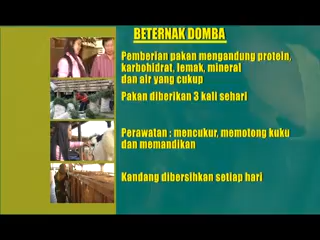 BETERNAK DOMBA
Pemberian pakan mengandung protein,
karbohidrat, lemak, mineral
dan air yang cukup
Pakan diberikan 3 kali sehari
Perawatan : mencukur, memotong kuku
dan memandikan
Kandang dibersihkan setiap hari